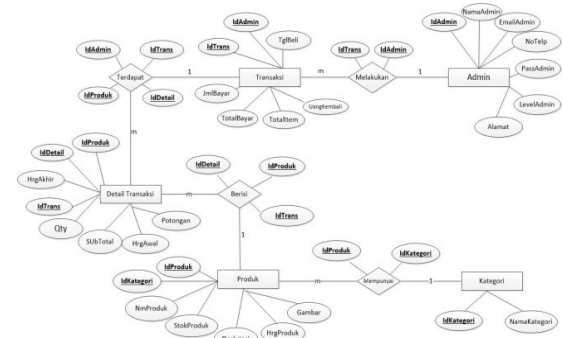 NamaAdmin
IdAdmin
EmailAdmin
IdAdmin
TglBeli
NoTelp
IdAdmin
IdTrans
IdTrans
IdTrans
IdAdmin
PassAdmin
Terdapat
1
Transaksi
m
Melakukan
1
Admin
IdProduk
IdDetail
JmlBayar
UangKembali
LevelAdmin
TotalBayar
TotalItem
Alamat
m
IdProduk
IdDetail
IdDetail
IdProduk
HrgAkhir
Detail Transaksi
m
Berisi
IdTrans
IdTrans
Qty
Potongan
SUbTotal
HrgAwal
1
IdProduk
IdKategori
IdProduk
IdKategori
Produk
m
Mempunyai
1
Kategori
NmProduk
Gambar
StokProduk
HrgProduk
IdKategori
NamaKategori